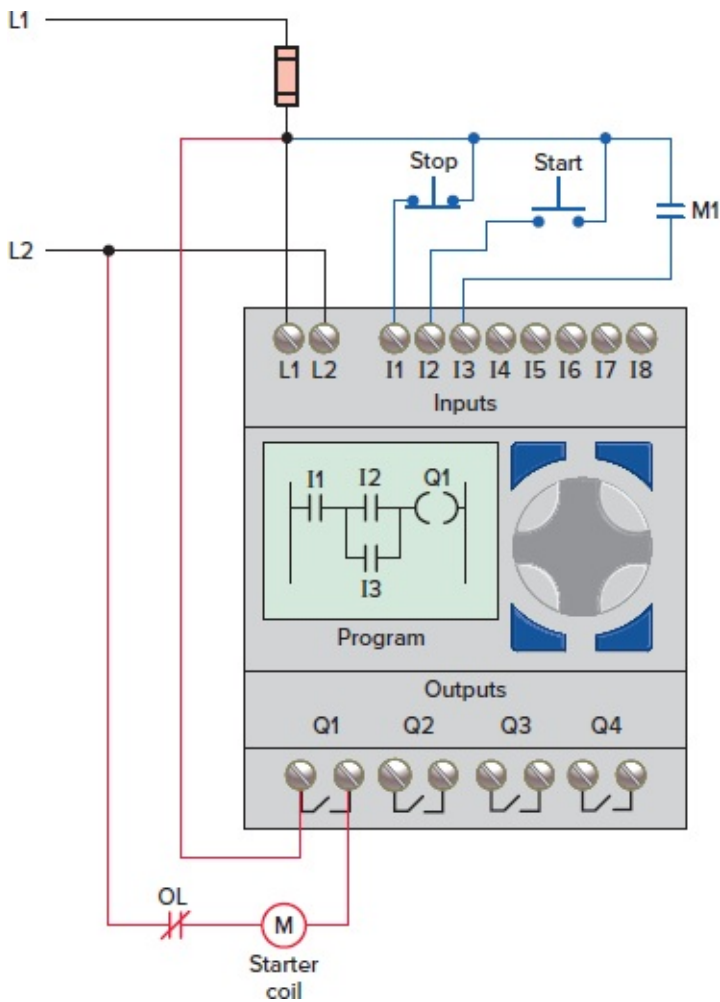 L1
Stop
Start
M1
L2
L1 L2 I1 I2 I3 I4 I5 I6 I7 I8
Inputs
I1 I2 Q1
I3
Program
Outputs
Q1 Q2 Q3 Q4
OL
M
Starter
coil